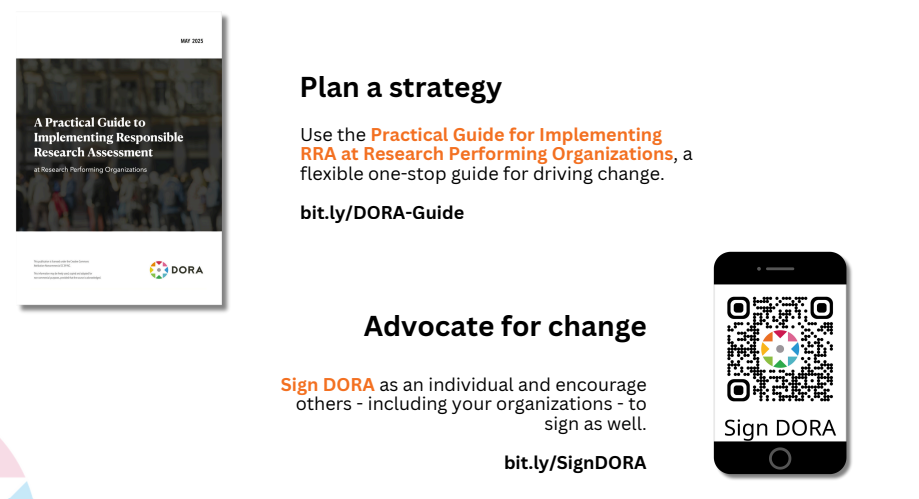 MAY 2025
A Practical Guide to
Implementing Responsible
Research Assessment
at Research Performing Organizations
DORA
Plan a strategy
Use the Practical Guide for Implementing
RRA at Research Performing Organizations, a
flexible one-stop guide for driving change.
bit.ly/DORA-Guide
Advocate for change
Sign DORA as an individual and encourage
others - including your organizations - to
sign as well.
bit.ly/SignDORA
Sign DORA